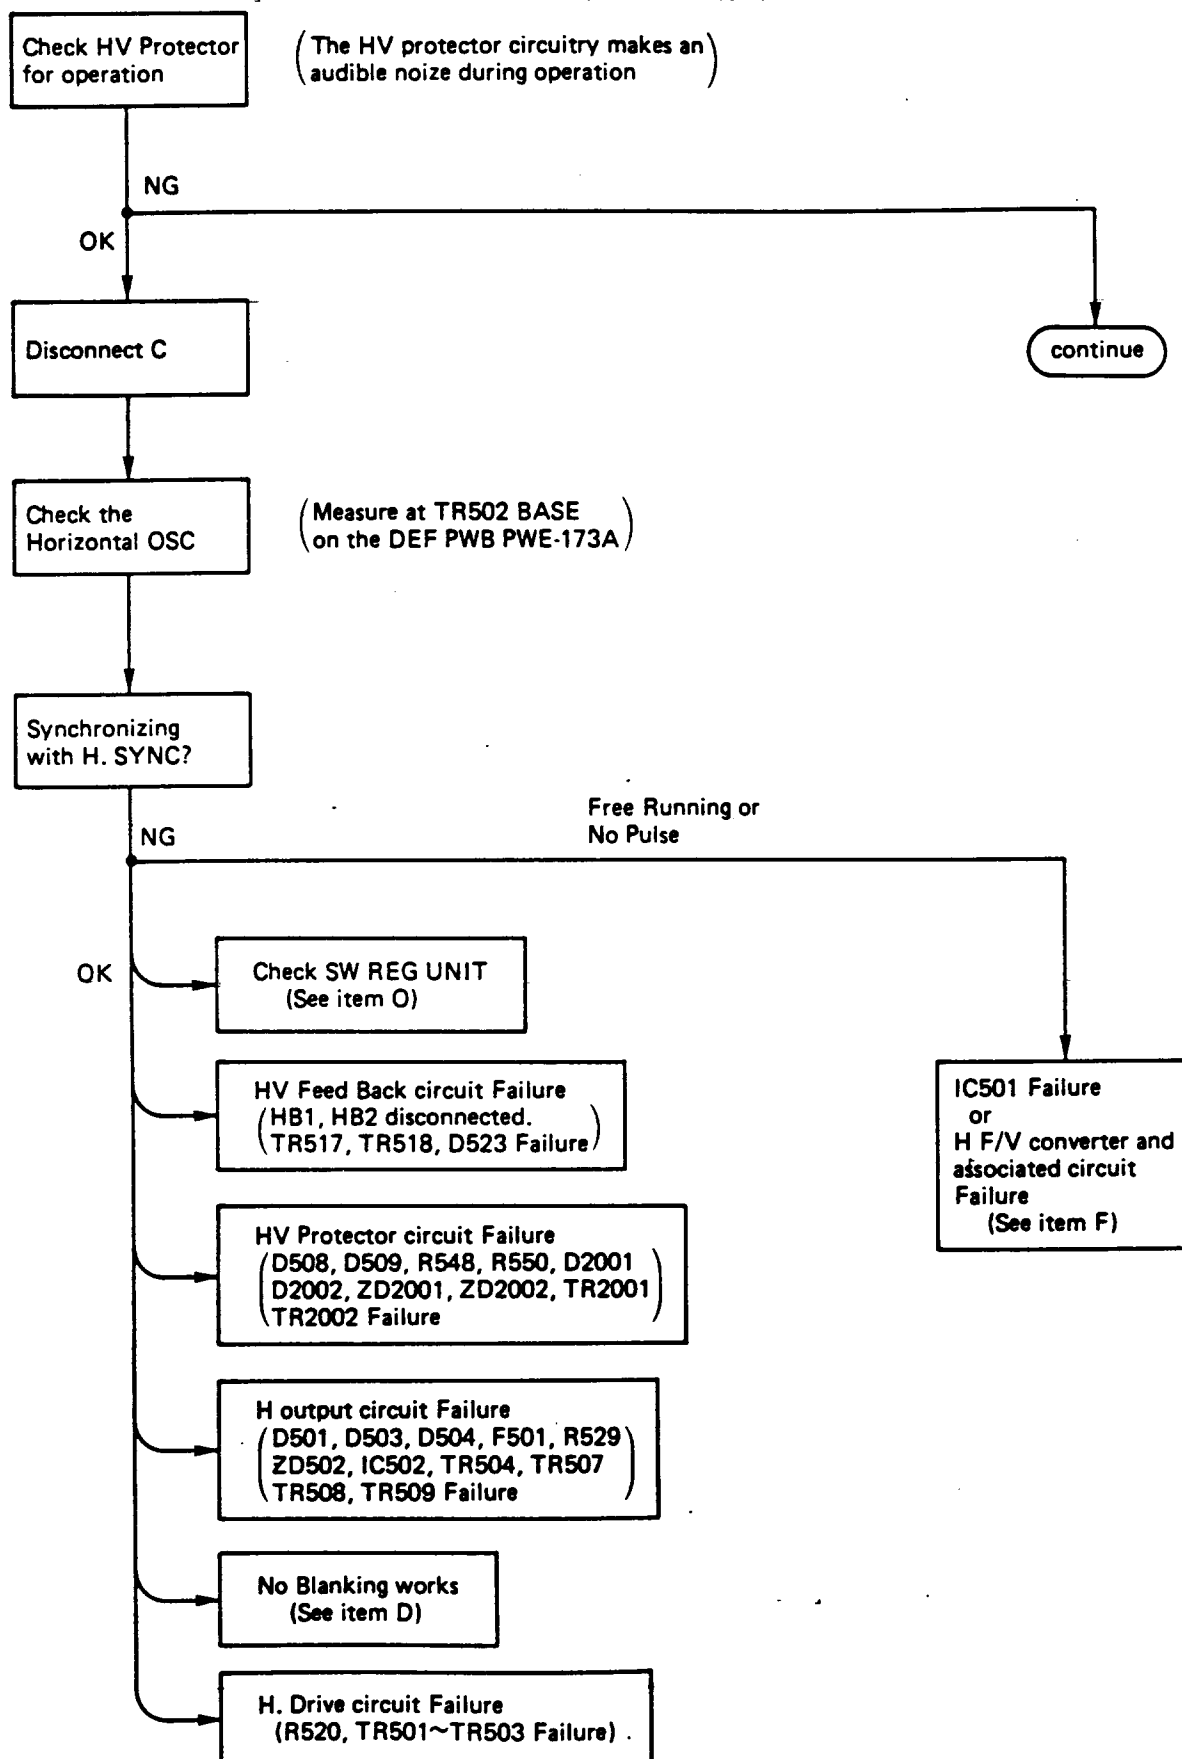 Check HV Protector
for operation
(The HV protector circuitry makes an
audible noize during operation)
NG
OK
Disconnect C
continue
Check the
Horizontal OSC
(Measure at TR502 BASE
on the DEF PWB PWE-173A)
Synchronizing
with H. SYNC?
Free Running or
No Pulse
NG
OK
Check SW REG UNIT
(See item O)
HV Feed Back circuit Failure
(HB1, HB2 disconnected.
TR517, TR518, D523 Failure)
IC501 Failure
or
H F/V converter and
associated circuit
Failure
(See item F)
HV Protector circuit Failure
(D508, D509, R548, R550, D2001
D2002, ZD2001, ZD2002, TR2001
TR2002 Failure)
H output circuit Failure
(D501, D503, D504, F501, R529
ZD502, IC502, TR504, TR507
TR508, TR509 Failure)
No Blanking works
(See item D)
H. Drive circuit Failure
(R520, TR501~TR503 Failure) .